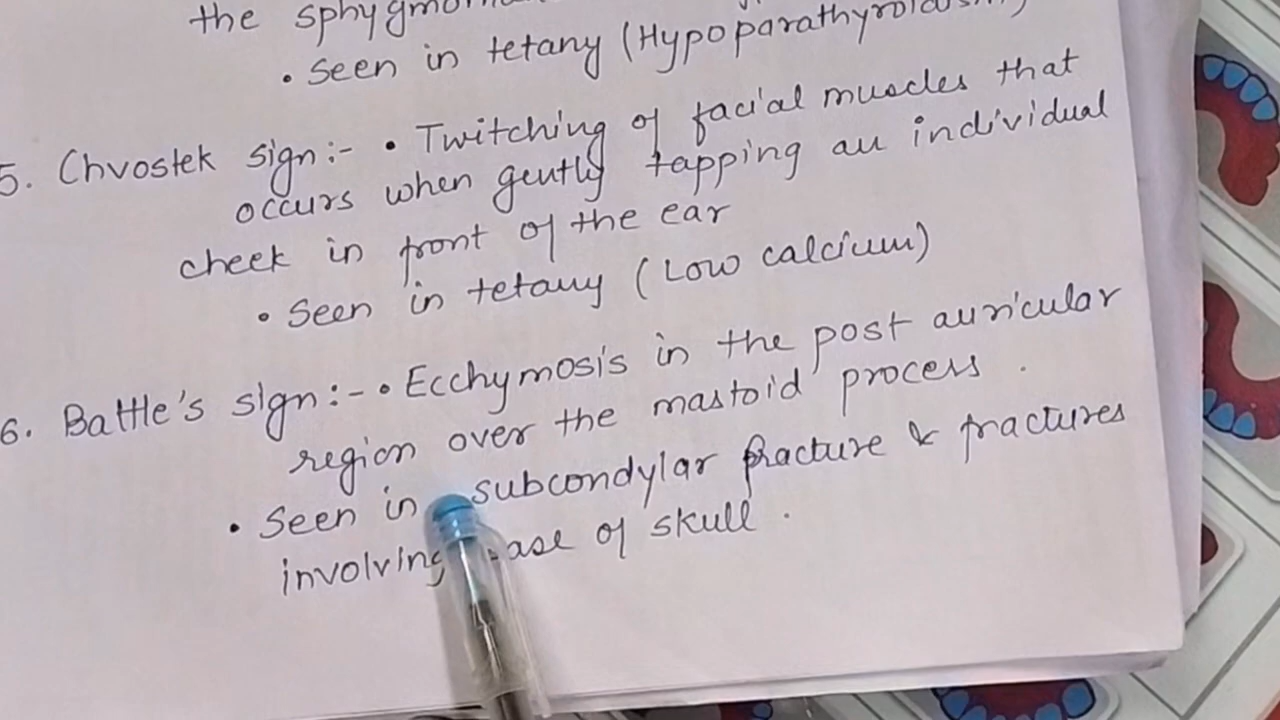 the
• Seen in tetany (Hypoparathyroidism)
5. Chvostek sign:- • Twitching of facial muscles that
occurs when gently tapping an individual
cheek in front of the ear
• Seen in tetany (Low calcium)
6. Battle's sign:- • Ecchymosis in the post auricular
region over the mastoid process.
• Seen in subcondylar fracture & fractures
involving base of skull.